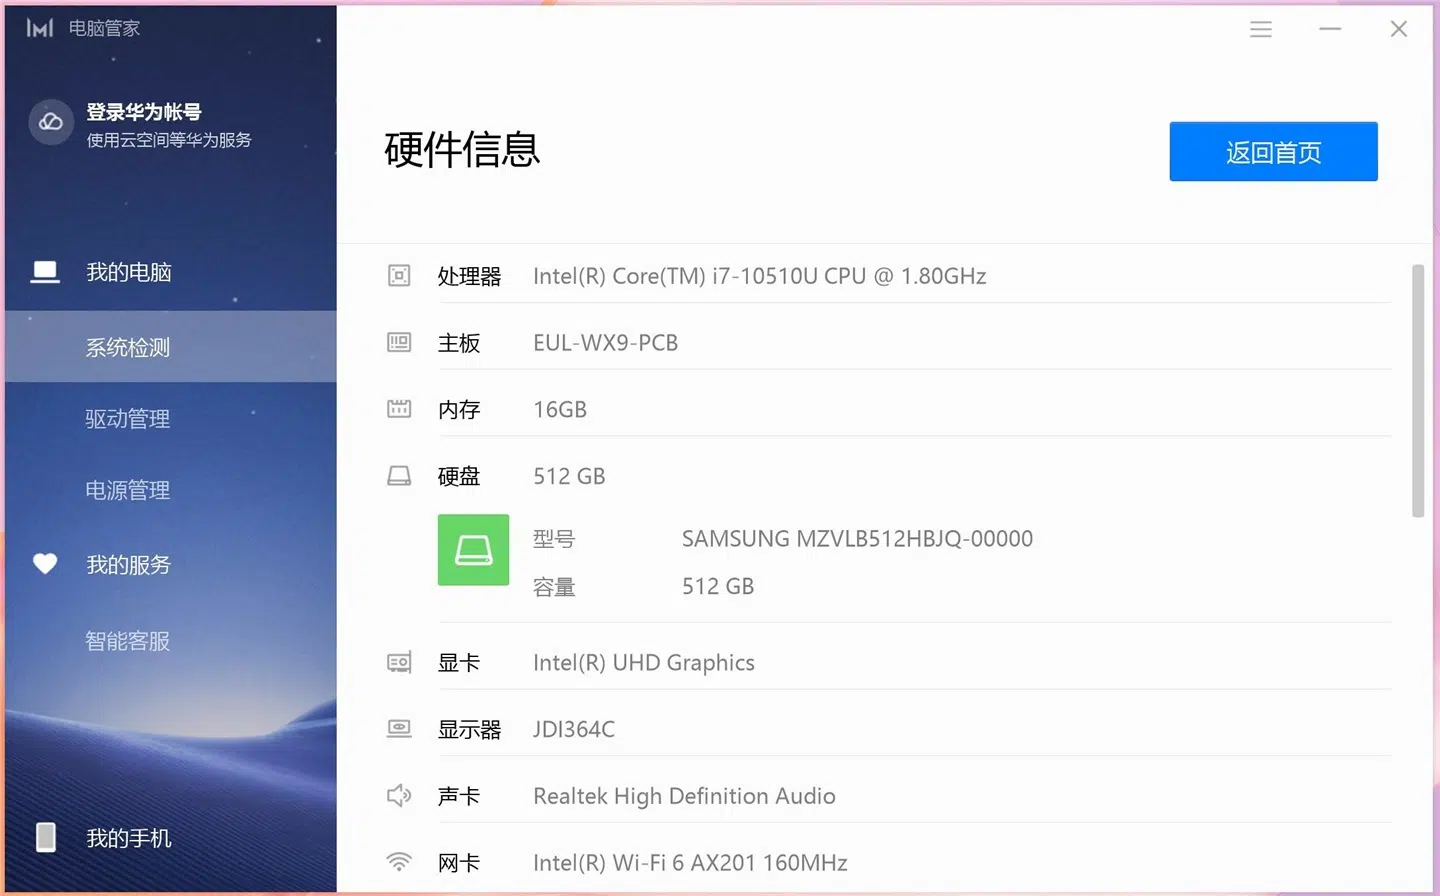 电脑管家
登录华为帐号
使用云空间等华为服务
我的电脑
系统检测
驱动管理
电源管理
我的服务
智能客服
我的手机
硬件信息
返回首页
处理器 Intel(R) Core(TM) i7-10510U CPU @ 1.80GHz
主板 EUL-WX9-PCB
内存 16GB
硬盘 512 GB
型号 SAMSUNG MZVLB512HBJQ-00000
容量 512 GB
显卡 Intel(R) UHD Graphics
显示器 JDI364C
声卡 Realtek High Definition Audio
网卡 Intel(R) Wi-Fi 6 AX201 160MHz